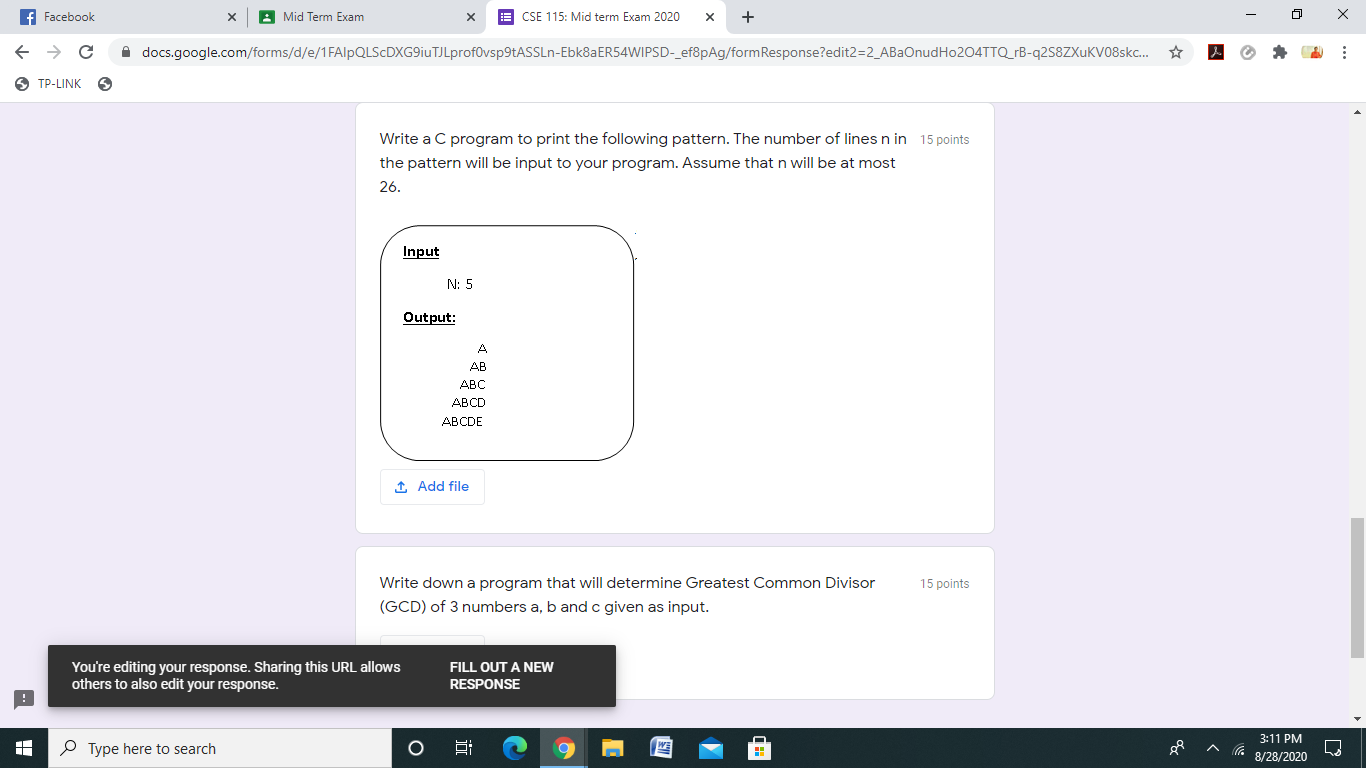 Facebook
Mid Term Exam
CSE 115: Mid term Exam 2020
docs.google.com/forms/d/e/1FAIpQLScDXG9iuTJLprof0vsp9tASSLn-Ebk8aER54WlPSD-_ef8pAg/formResponse?edit2=2_ABaOnudHo2O4TTQ_rB-q2S8ZXuKV08skc...
TP-LINK
Write a C program to print the following pattern. The number of lines n in
15 points
the pattern will be input to your program. Assume that n will be at most
26.
Input
N: 5
Output:
A
AB
ABC
ABCD
ABCDE
Add file
Write down a program that will determine Greatest Common Divisor
15 points
(GCD) of 3 numbers a, b and c given as input.
You're editing your response. Sharing this URL allows
others to also edit your response.
FILL OUT A NEW
RESPONSE
Type here to search
3:11 PM
8/28/2020